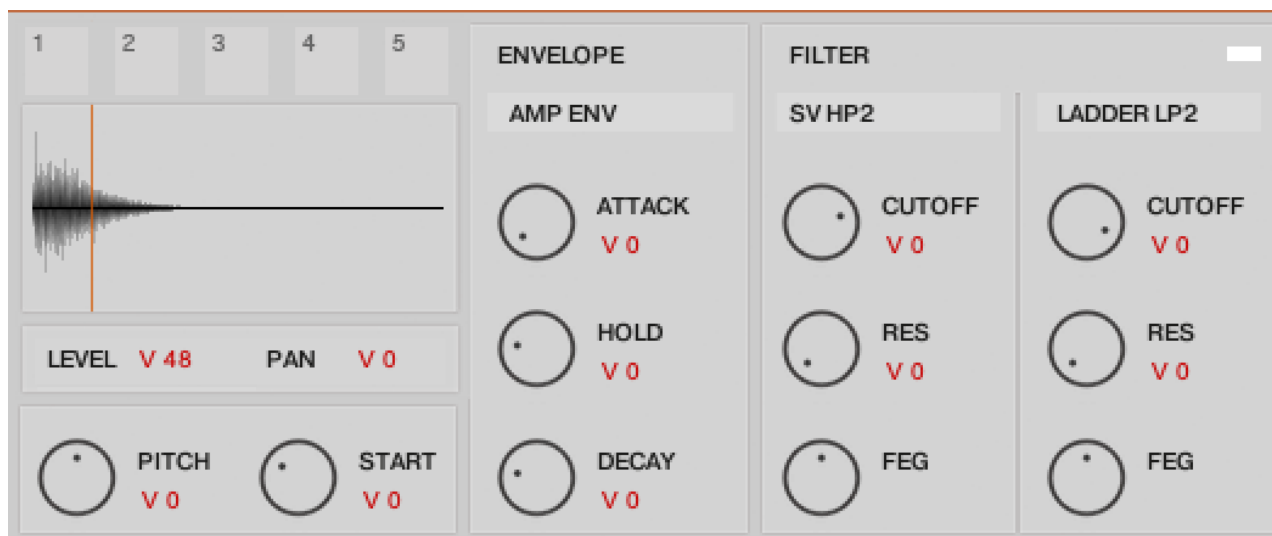 1 2 3 4 5
LEVEL V 48 PAN V 0
PITCH
V 0
START
V 0
ENVELOPE
AMP ENV
ATTACK
V 0
HOLD
V 0
DECAY
V 0
FILTER
SV HP2
CUTOFF
V 0
RES
V 0
FEG
LADDER LP2
CUTOFF
V 0
RES
V 0
FEG